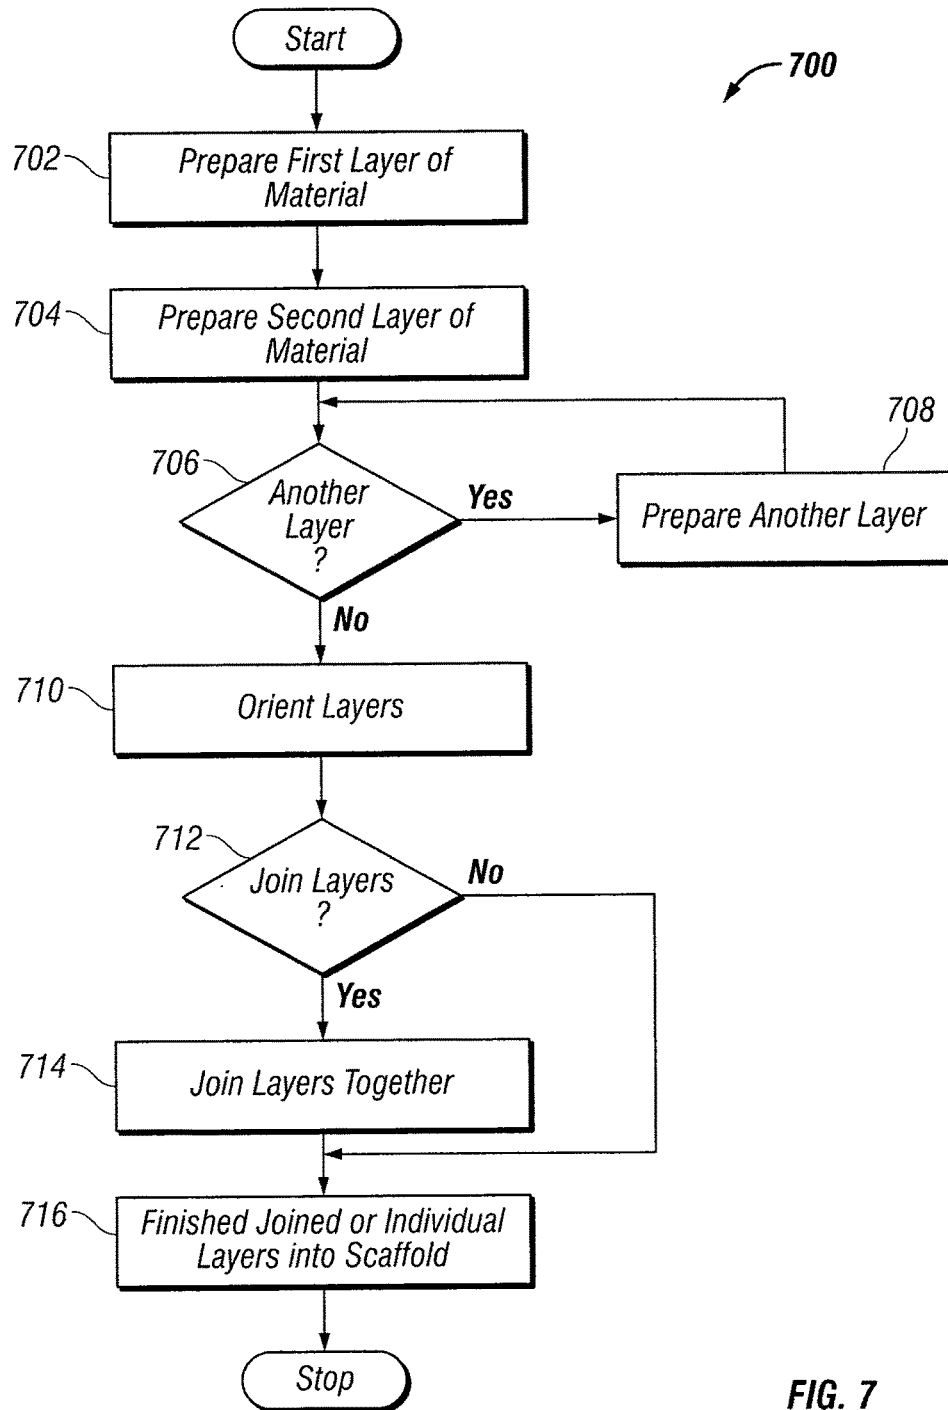 Start
700
702
Prepare First Layer of
Material
704
Prepare Second Layer of
Material
708
706
Another
Layer
?
Yes
Prepare Another Layer
No
710
Orient Layers
712
Join Layers
?
No
Yes
714
Join Layers Together
716
Finished Joined or Individual
Layers into Scaffold
Stop
FIG. 7